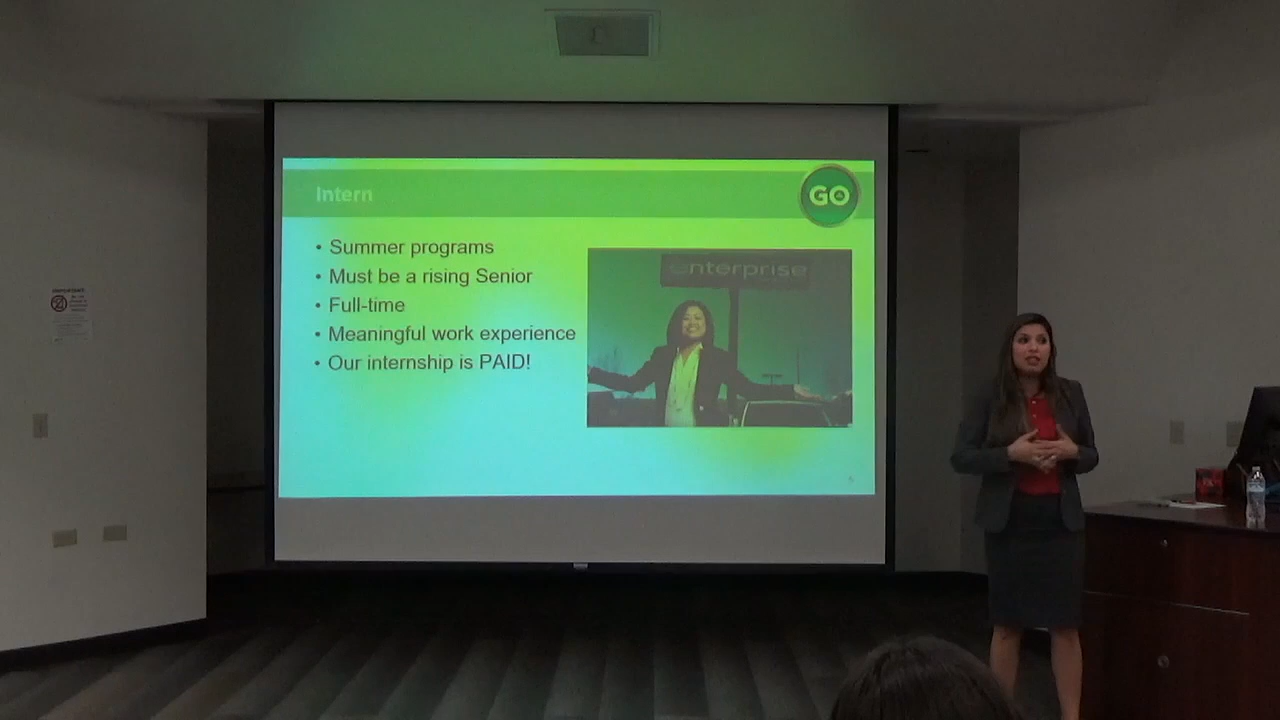 Intern
GO
• Summer programs
• Must be a rising Senior
• Full-time
• Meaningful work experience
• Our internship is PAID!
enterprise